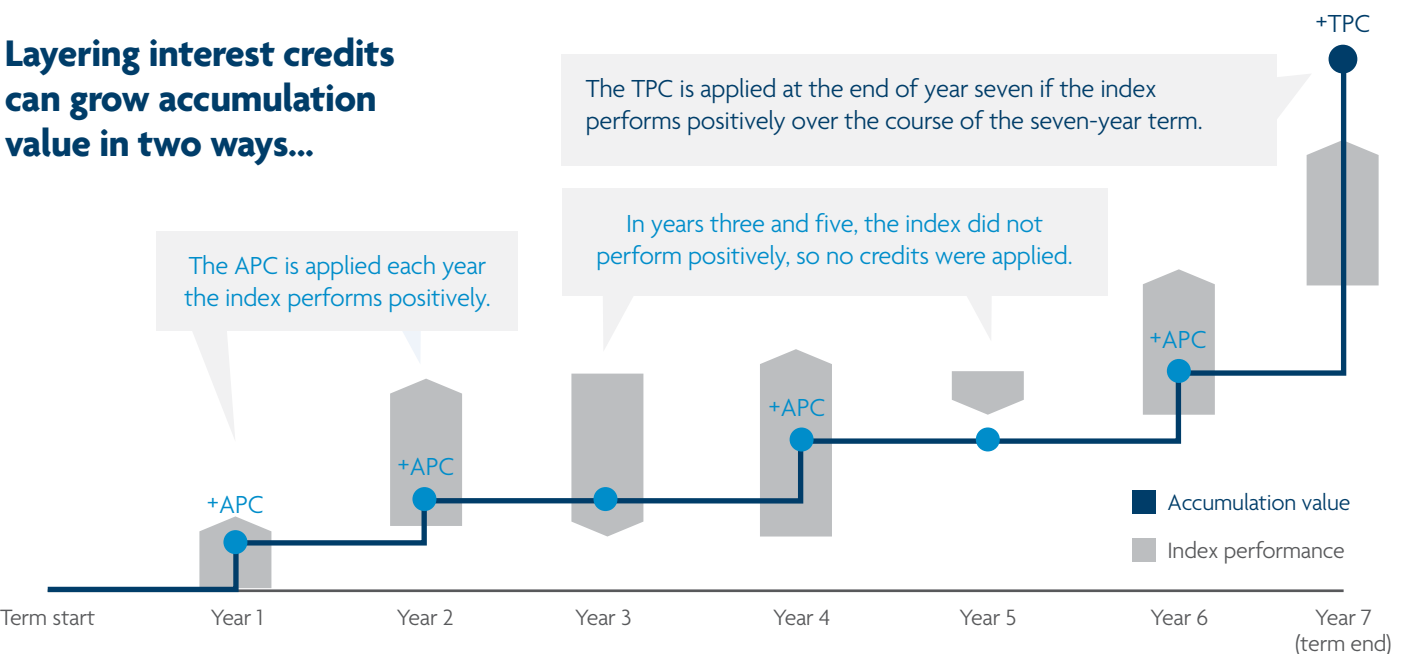 Layering interest credits
can grow accumulation
value in two ways...
+TPC
The TPC is applied at the end of year seven if the index
performs positively over the course of the seven-year term.
In years three and five, the index did not
perform positively, so no credits were applied.
The APC is applied each year
the index performs positively.
+APC
+APC
+APC
+APC
Accumulation value
Index performance
Term start
Year 1
Year 2
Year 3
Year 4
Year 5
Year 6
Year 7
(term end)